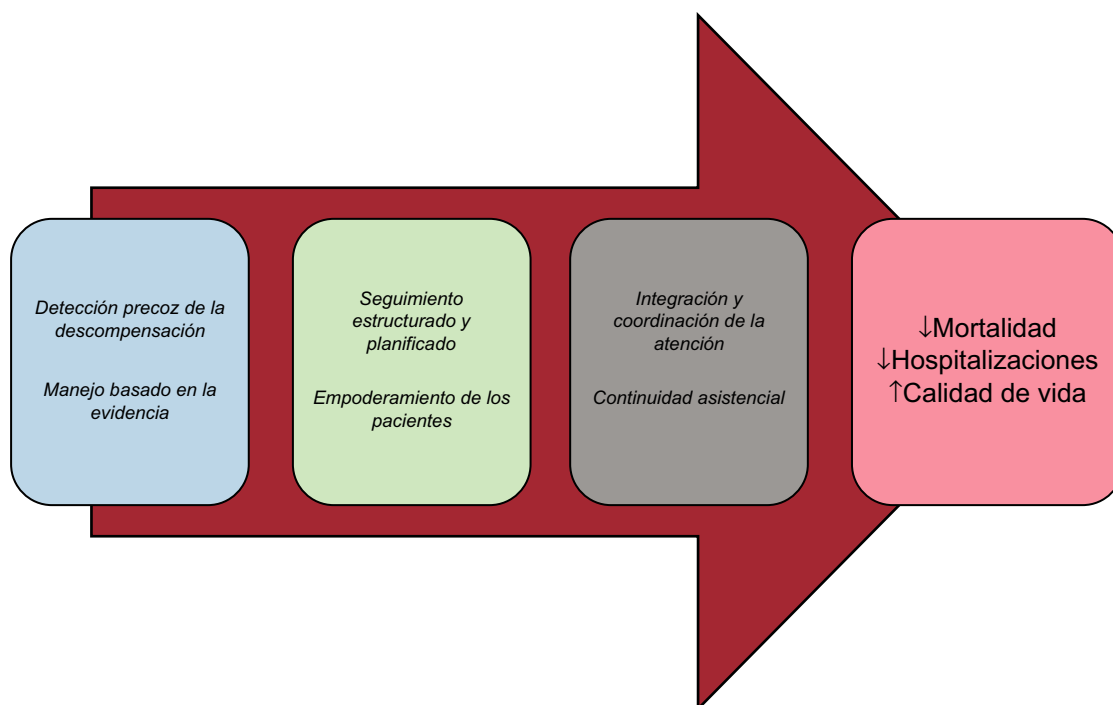 Detección precoz de la
descompensación
Manejo basado en la
evidencia
Seguimiento
estructurado y
planificado
Empoderamiento de los
pacientes
Integración y
coordinación de la
atención
Continuidad asistencial
↓Mortalidad
↓Hospitalizaciones
↑Calidad de vida